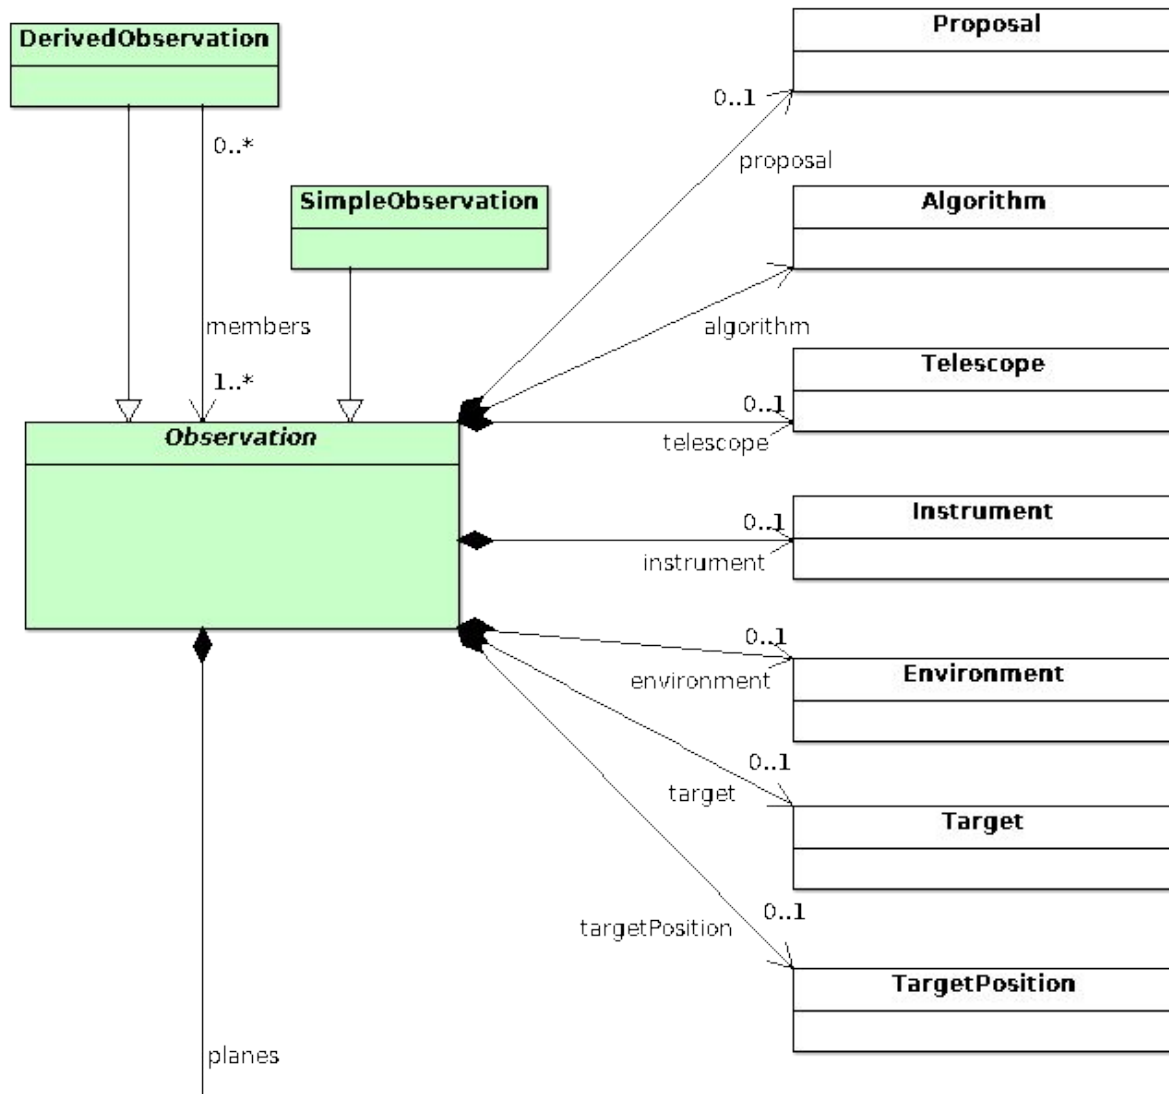 DerivedObservation
0..*
SimpleObservation
members
1..*
Observation
Proposal
0..1
proposal
Algorithm
algorithm
Telescope
0..1
telescope
Instrument
0..1
instrument
0..1
Environment
environment
0..1
target
Target
0..1
targetPosition
TargetPosition
planes